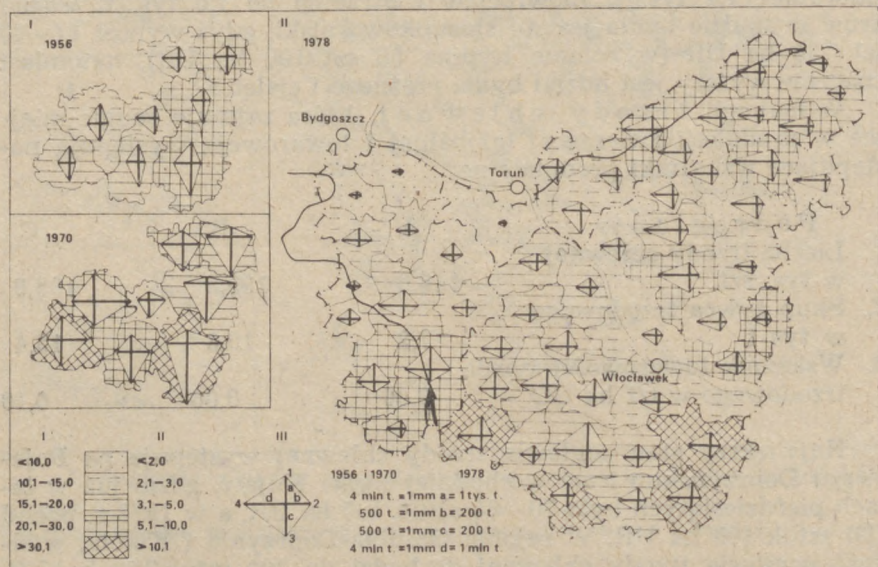 I
1956
1970
II
1978
Bydgoszcz
Toruń
Włocławek
I
<10,0
10,1—15,0
15,1—20,0
20,1—30,0
>30,1
II
<2,0
2,1—3,0
3,1—5,0
5,1—10,0
>10,1
III
1
a
d b
4 2
c
3
1956 i 1970 1978
4 mln t. =1mm a = 1 tys. t.
500 t. =1mm b = 200 t.
500 t. =1mm c = 200 t.
4 mln t. =1mm d = 1 mln t.